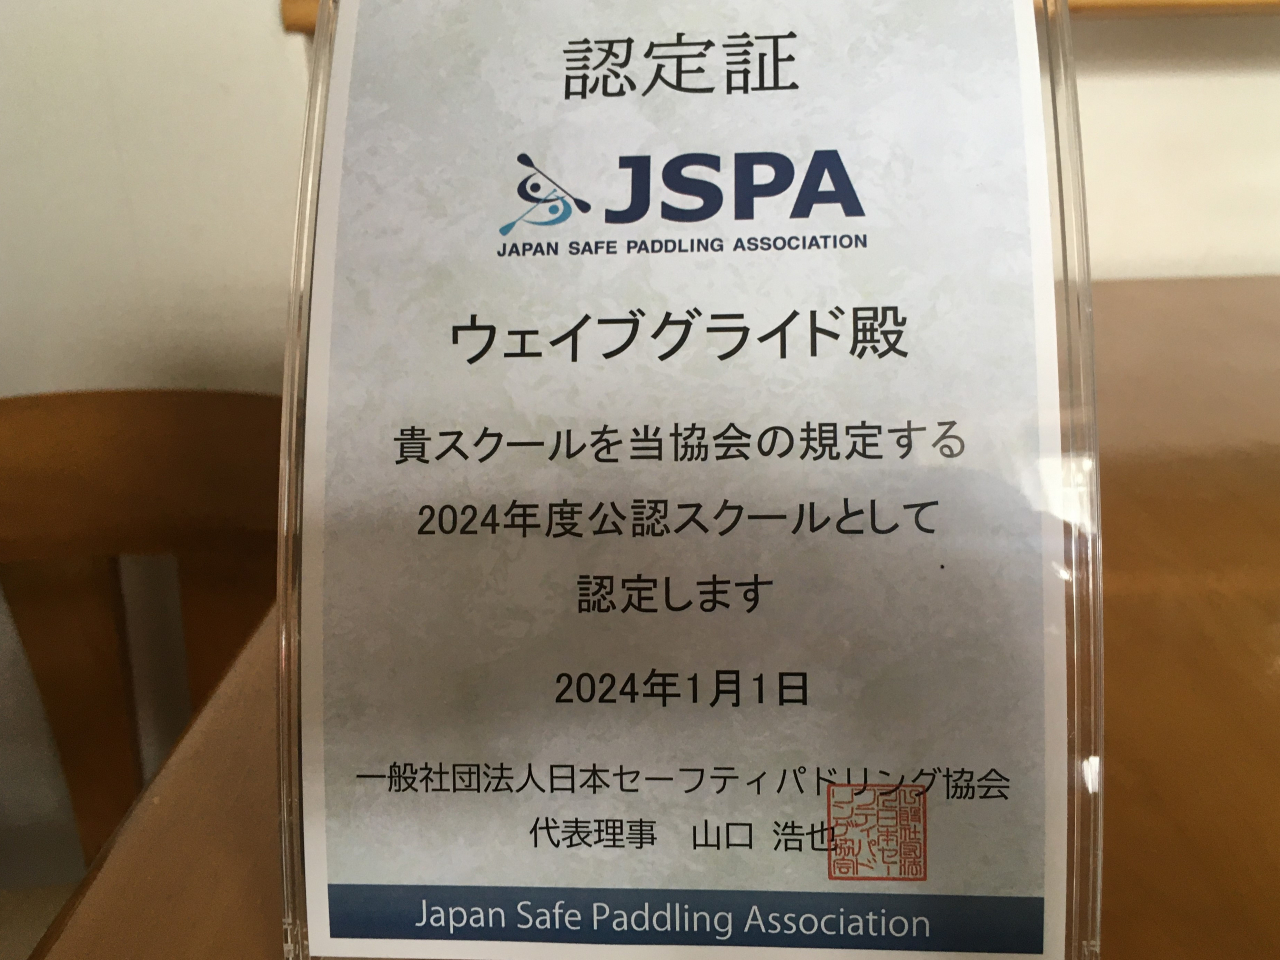 認定証
JSPA
JAPAN SAFE PADDLING ASSOCIATION
ウェイブグライド殿
貴スクールを当協会の規定する
2024年度公認スクールとして
認定します
2024年1月1日
一般社団法人日本セーフティパドリング協会
代表理事 山口 浩也
Japan Safe Paddling Association